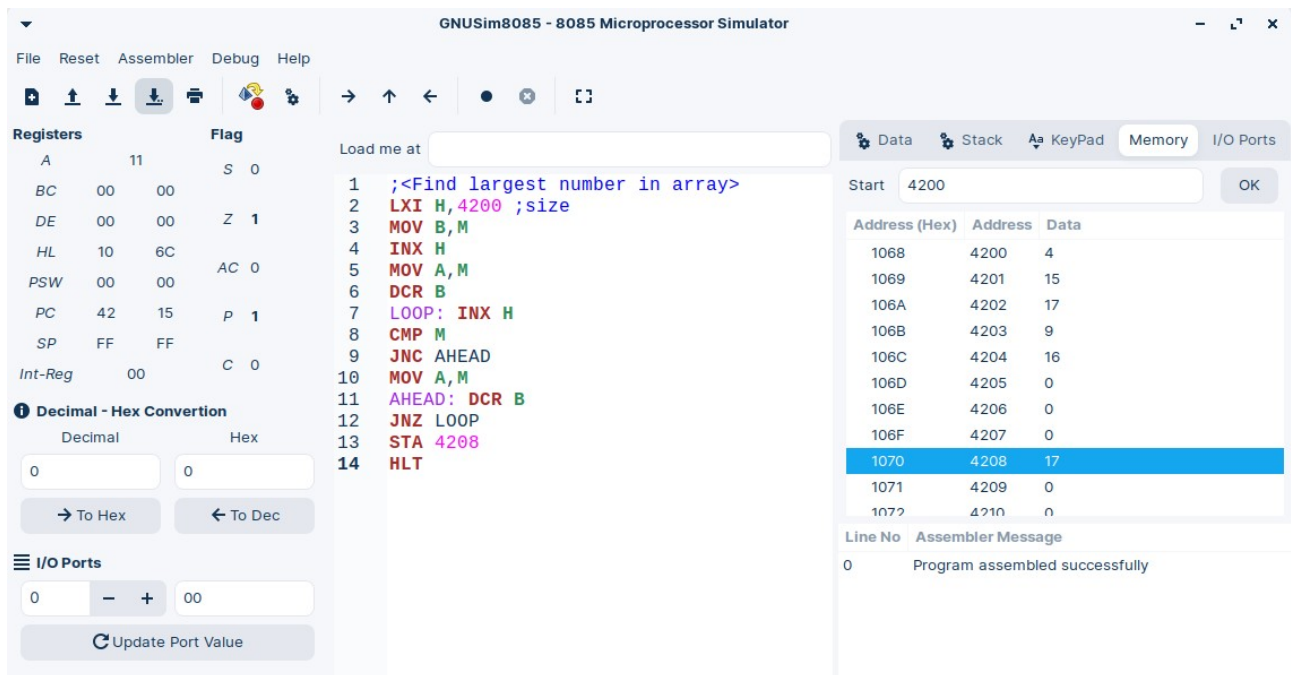 GNUSim8085 - 8085 Microprocessor Simulator
File Reset Assembler Debug Help
Registers Flag
A 11
BC 00 00
DE 00 00
HL 10 6C
PSW 00 00
PC 42 15
SP FF FF
Int-Reg 00
S 0
Z 1
AC 0
P 1
C 0
Decimal - Hex Convertion
Decimal Hex
0 0
To Hex To Dec
I/O Ports
0 − + 00
Update Port Value
Load me at
1 ;<Find largest number in array>
2 LXI H,4200 ;size
3 MOV B,M
4 INX H
5 MOV A,M
6 DCR B
7 LOOP: INX H
8 CMP M
9 JNC AHEAD
10 MOV A,M
11 AHEAD: DCR B
12 JNZ LOOP
13 STA 4208
14 HLT
Data Stack KeyPad Memory I/O Ports
Start 4200 OK
Address (Hex) Address Data
1068 4200 4
1069 4201 15
106A 4202 17
106B 4203 9
106C 4204 16
106D 4205 0
106E 4206 0
106F 4207 0
1070 4208 17
1071 4209 0
1072 4210 0
Line No Assembler Message
0 Program assembled successfully